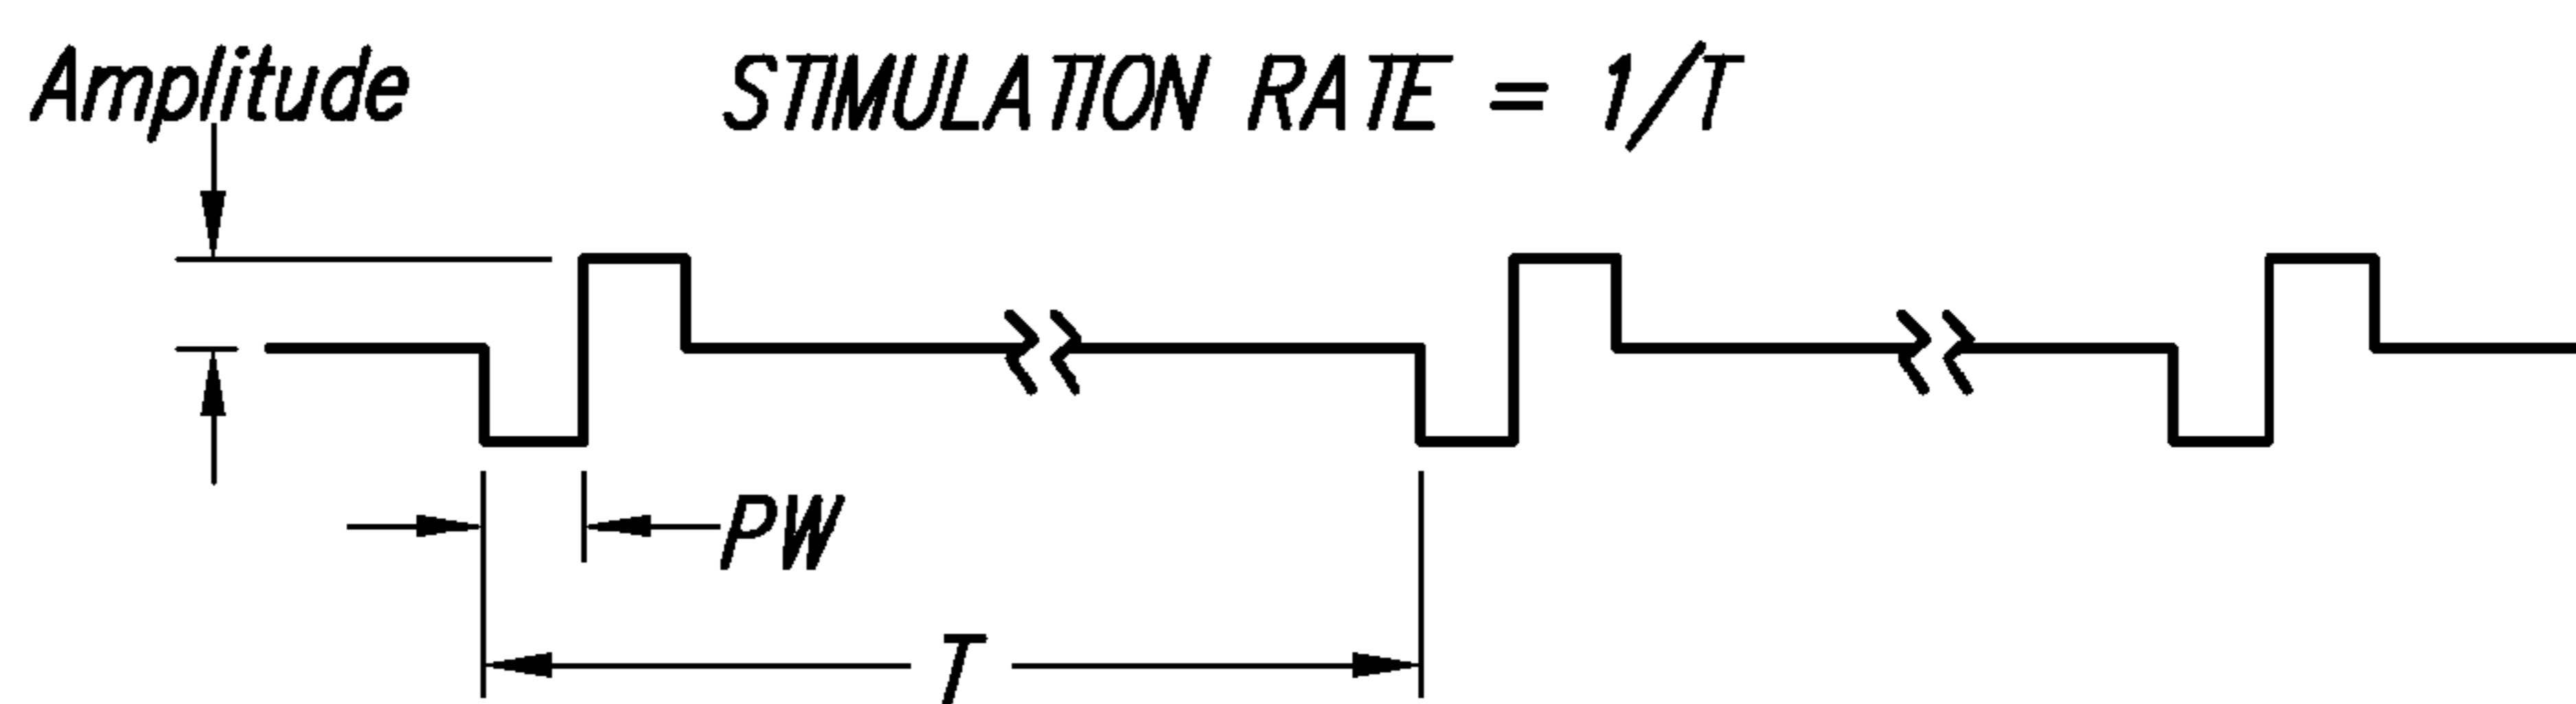 Amplitude
STIMULATION RATE = 1/T
PW
T